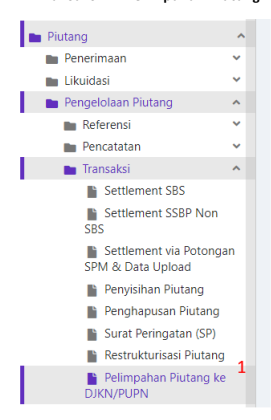 Piutang
Penerimaan
Likuidasi
Pengelolaan Piutang
Referensi
Pencatatan
Transaksi
Settlement SBS
Settlement SSBP Non
SBS
Settlement via Potongan
SPM & Data Upload
Penyisihan Piutang
Penghapusan Piutang
Surat Peringatan (SP)
Restrukturisasi Piutang
1
Pelimpahan Piutang ke
DJKN/PUPN